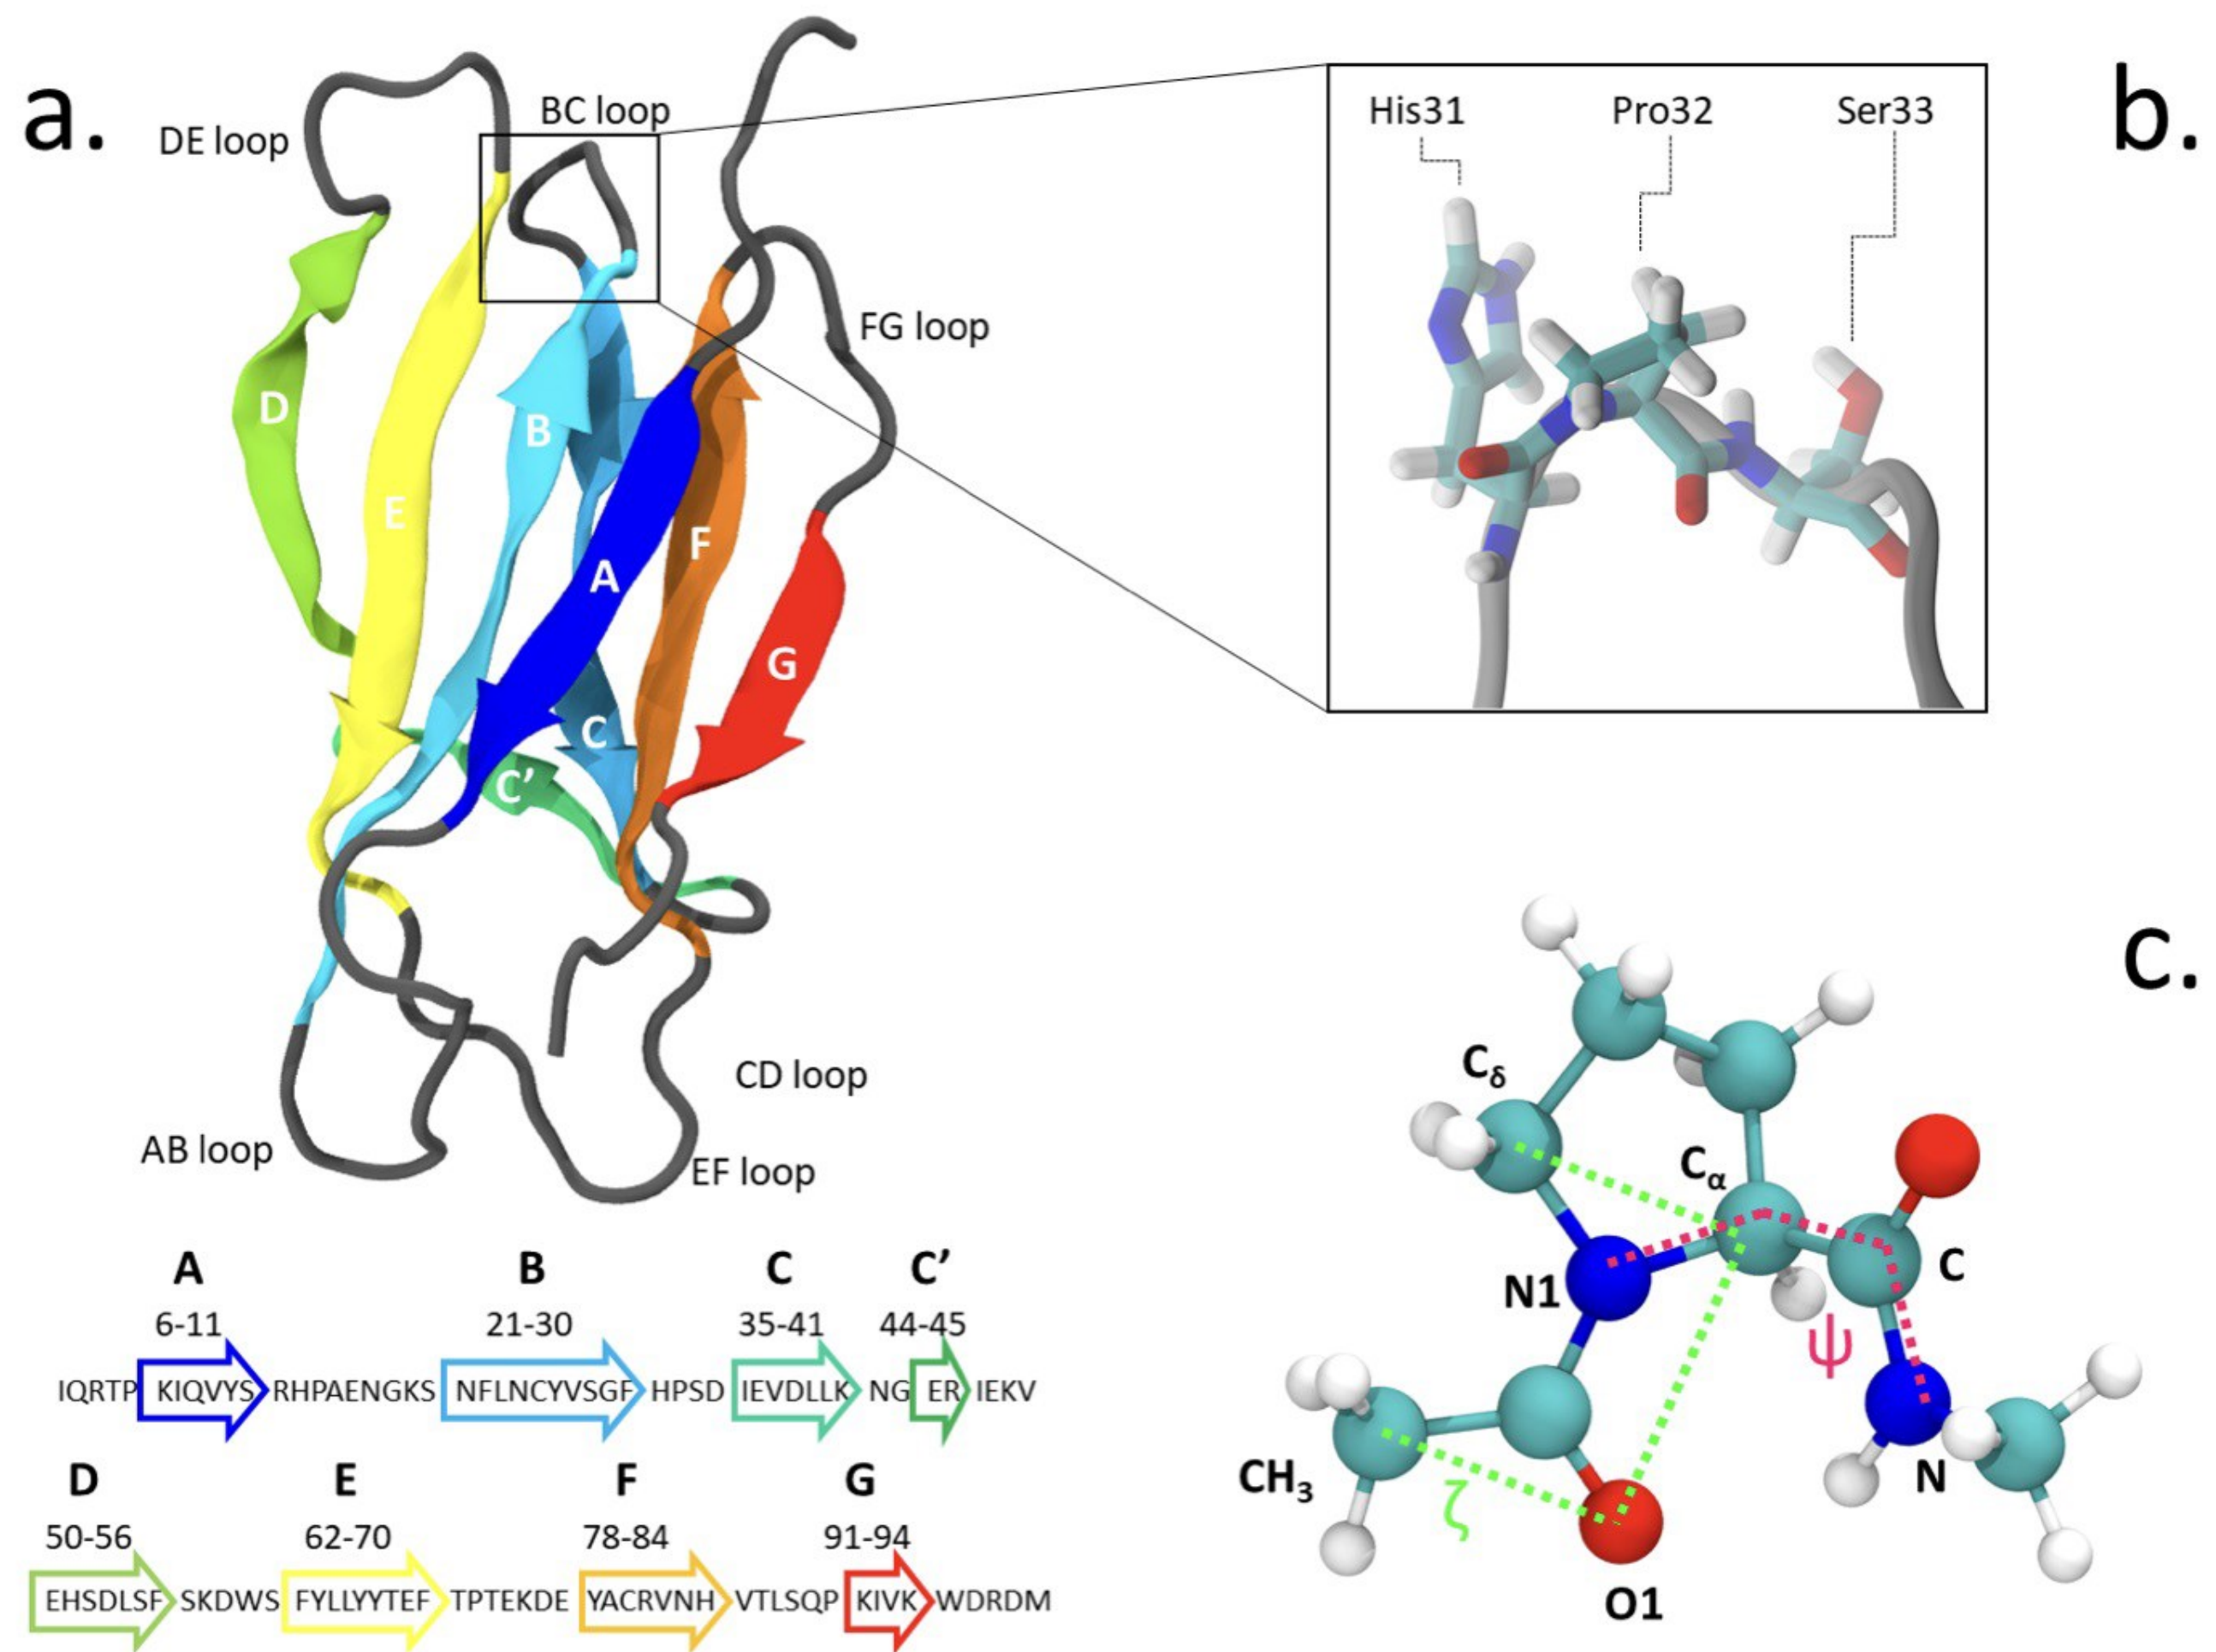 a.
DE loop
BC loop
FG loop
D
E
B
A
F
G
C
C’
AB loop
CD loop
EF loop
b.
His31 Pro32 Ser33
c.
Cδ
Cα
N1
C
ψ
CH3
ζ
N
O1
A B C C’
6-11 21-30 35-41 44-45
IQRTP KIQVYS RHPAENGKS NFLNCYVSGF HPSD IEVDLLK NG ER IEKV
D E F G
50-56 62-70 78-84 91-94
EHSDLSF SKDWS FYLLYYTEF TPTEKDE YACRVNH VTLSQP KIVK WDRDM